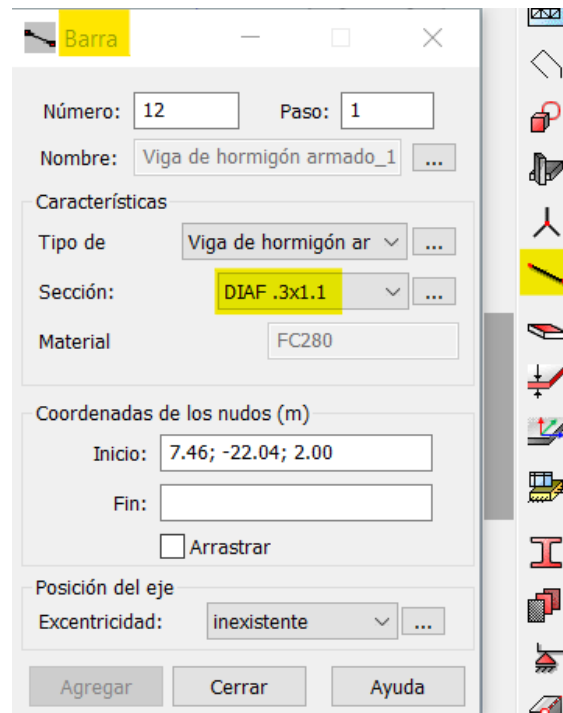 Barra
Número: 12 Paso: 1
Nombre: Viga de hormigón armado_1 ...
Características
Tipo de Viga de hormigón ar ...
Sección: DIAF .3x1.1 ...
Material FC280
Coordenadas de los nudos (m)
Inicio: 7.46; -22.04; 2.00
Fin:
Arrastrar
Posición del eje
Excentricidad: inexistente ...
Agregar Cerrar Ayuda